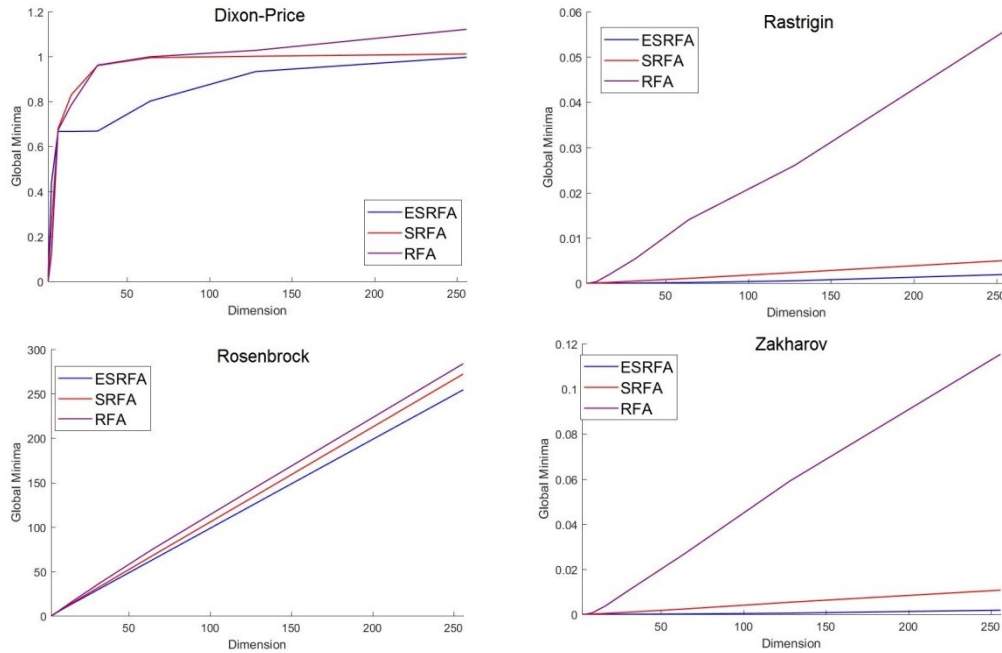 Dixon-Price
Global Minima
1.2
1
0.8
0.6
0.4
0.2
0
ESRFA
SRFA
RFA
50
100
150
200
250
Dimension
Rastrigin
Global Minima
0.06
0.05
0.04
0.03
0.02
0.01
0
ESRFA
SRFA
RFA
50
100
150
200
250
Dimension
Rosenbrock
Global Minima
300
250
200
150
100
50
0
ESRFA
SRFA
RFA
50
100
150
200
250
Dimension
Zakharov
Global Minima
0.12
0.1
0.08
0.06
0.04
0.02
0
ESRFA
SRFA
RFA
50
100
150
200
250
Dimension